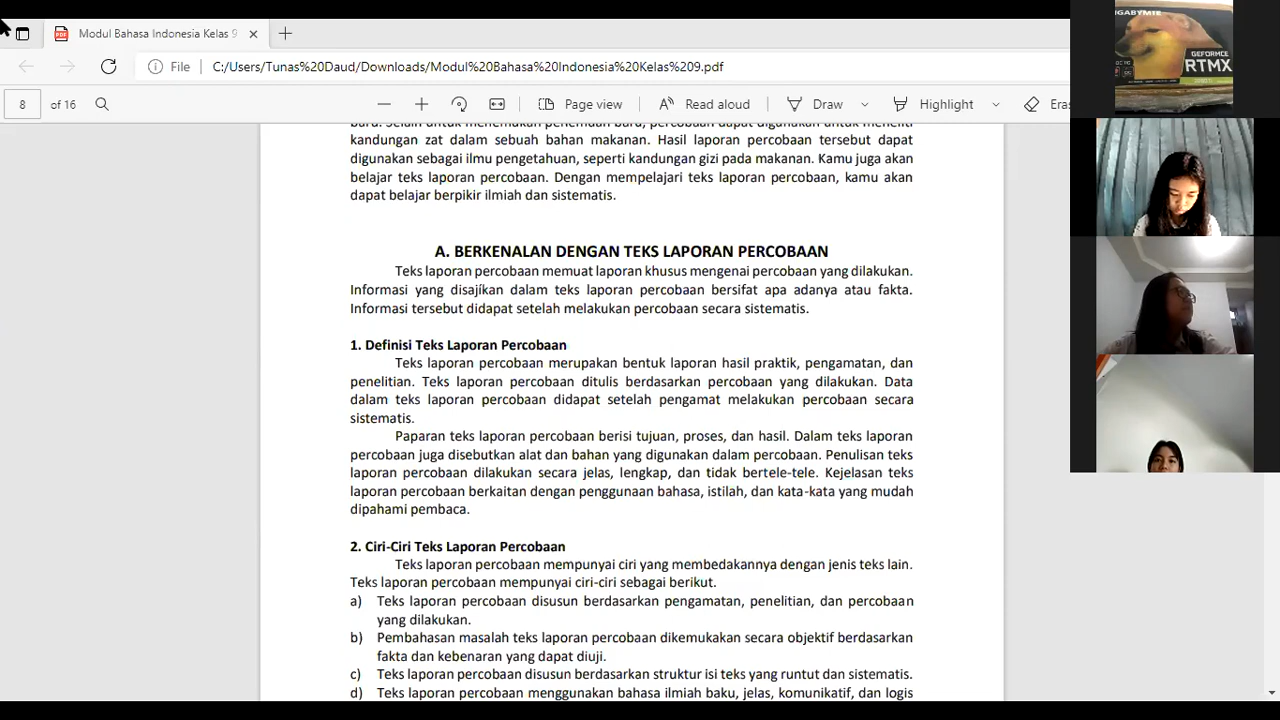 Modul Bahasa Indonesia Kelas 9
File
C:/Users/Tunas%20Daud/Downloads/Modul%20Bahasa%20Indonesia%20Kelas%209.pdf
8 of 16
Page view
Read aloud
Draw
Highlight
kandungan zat dalam sebuah bahan makanan. Hasil laporan percobaan tersebut dapat
digunakan sebagai ilmu pengetahuan, seperti kandungan gizi pada makanan. Kamu juga akan
belajar teks laporan percobaan. Dengan mempelajari teks laporan percobaan, kamu akan
dapat belajar berpikir ilmiah dan sistematis.
A. BERKENALAN DENGAN TEKS LAPORAN PERCOBAAN
Teks laporan percobaan memuat laporan khusus mengenai percobaan yang dilakukan.
Informasi yang disajikan dalam teks laporan percobaan bersifat apa adanya atau fakta.
Informasi tersebut didapat setelah melakukan percobaan secara sistematis.
1. Definisi Teks Laporan Percobaan
Teks laporan percobaan merupakan bentuk laporan hasil praktik, pengamatan, dan
penelitian. Teks laporan percobaan ditulis berdasarkan percobaan yang dilakukan. Data
dalam teks laporan percobaan didapat setelah pengamat melakukan percobaan secara
sistematis.
Paparan teks laporan percobaan berisi tujuan, proses, dan hasil. Dalam teks laporan
percobaan juga disebutkan alat dan bahan yang digunakan dalam percobaan. Penulisan teks
laporan percobaan dilakukan secara jelas, lengkap, dan tidak bertele-tele. Kejelasan teks
laporan percobaan berkaitan dengan penggunaan bahasa, istilah, dan kata-kata yang mudah
dipahami pembaca.
2. Ciri-Ciri Teks Laporan Percobaan
Teks laporan percobaan mempunyai ciri yang membedakannya dengan jenis teks lain.
Teks laporan percobaan mempunyai ciri-ciri sebagai berikut.
a) Teks laporan percobaan disusun berdasarkan pengamatan, penelitian, dan percobaan
yang dilakukan.
b) Pembahasan masalah teks laporan percobaan dikemukakan secara objektif berdasarkan
fakta dan kebenaran yang dapat diuji.
c) Teks laporan percobaan disusun berdasarkan struktur isi teks yang runtut dan sistematis.
d) Teks laporan percobaan menggunakan bahasa ilmiah baku, jelas, komunikatif, dan logis
GEFORMCE
RTMX